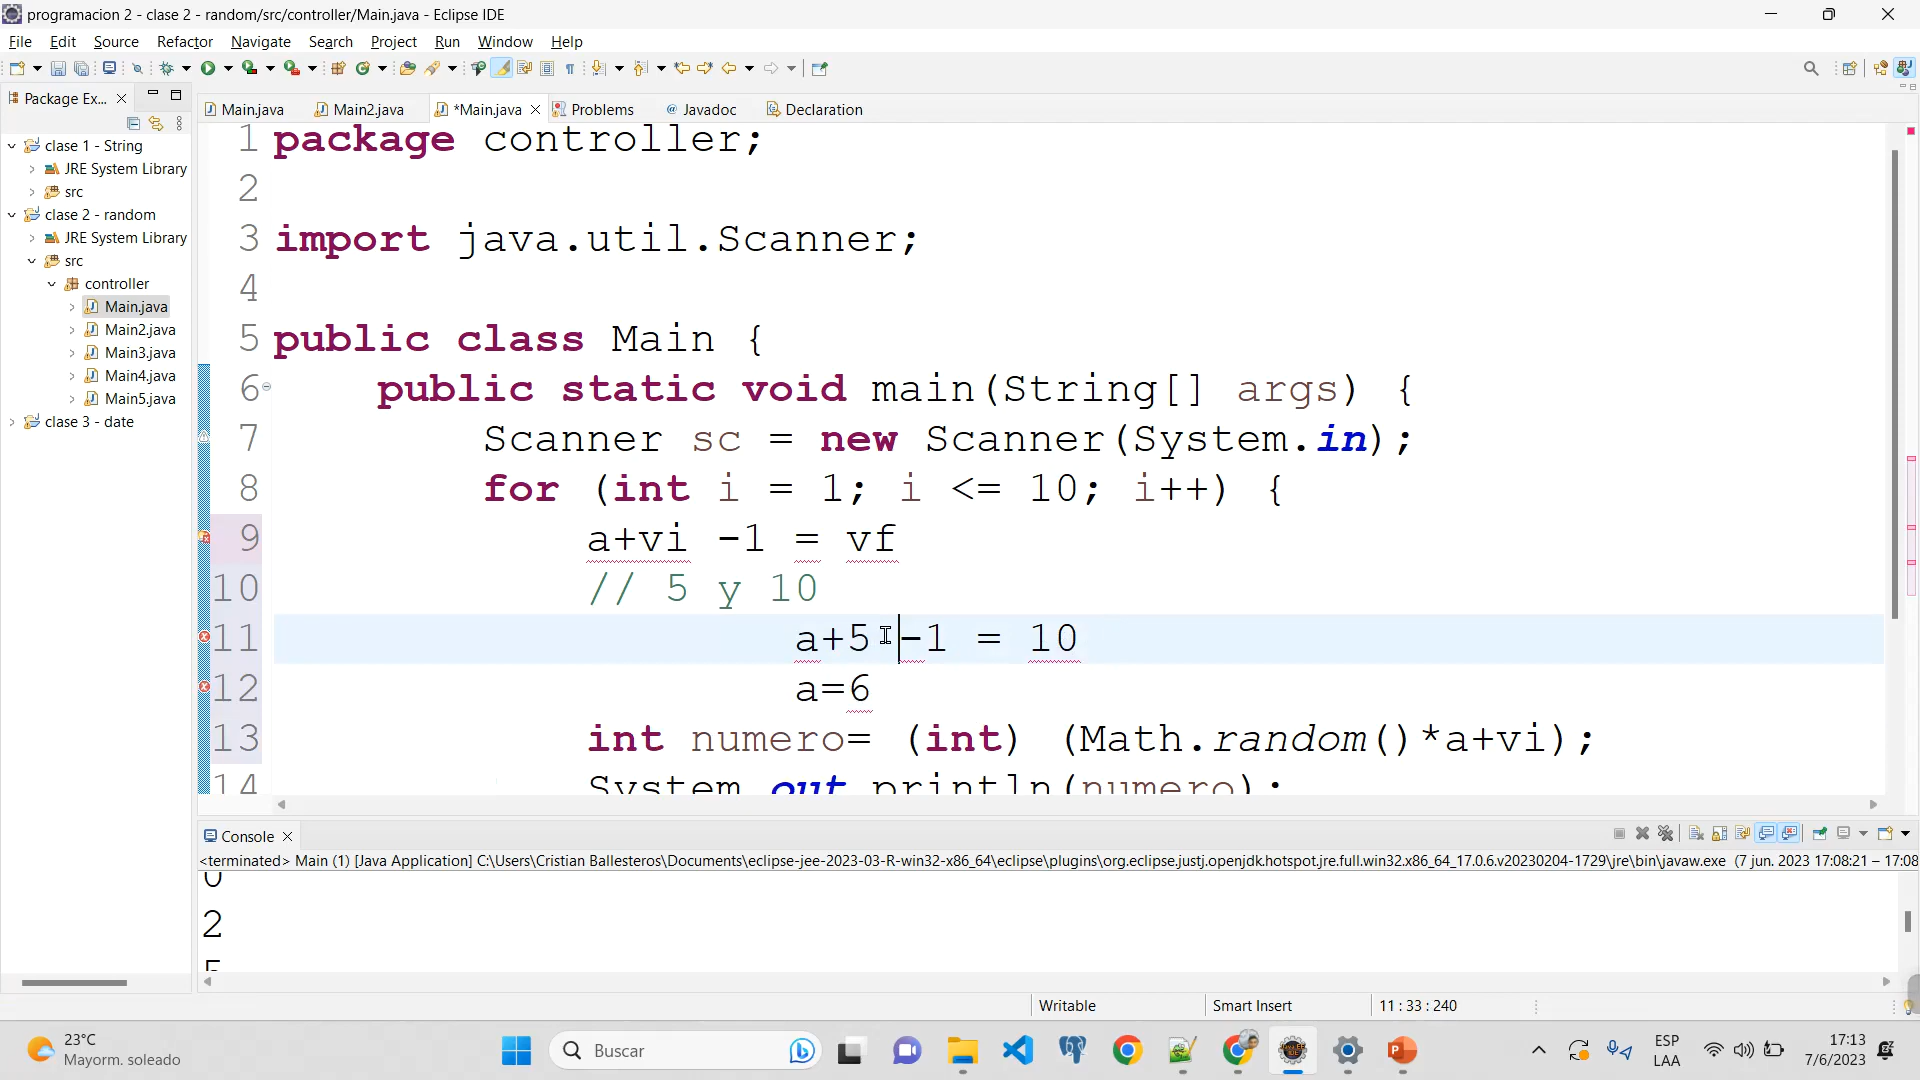 programacion 2 - clase 2 - random/src/controller/Main.java - Eclipse IDE
File Edit Source Refactor Navigate Search Project Run Window Help
Package Ex...
Main.java Main2.java *Main.java Problems @ Javadoc Declaration
clase 1 - String
JRE System Library
src
clase 2 - random
JRE System Library
src
controller
Main.java
Main2.java
Main3.java
Main4.java
Main5.java
clase 3 - date
1 package controller;
2
3 import java.util.Scanner;
4
5 public class Main {
6 public static void main(String[] args) {
7 Scanner sc = new Scanner(System.in);
8 for (int i = 1; i <= 10; i++) {
9 a+vi -1 = vf
10 // 5 y 10
11 a+5 -1 = 10
12 a=6
13 int numero= (int) (Math.random()*a+vi);
14 System.out.println(numero);
Console
<terminated> Main (1) [Java Application] C:\Users\Cristian Ballesteros\Documents\eclipse-jee-2023-03-R-win32-x86_64\eclipse\plugins\org.eclipse.justj.openjdk.hotspot.jre.full.win32.x86_64_17.0.6.v20230204-1729\jre\bin\javaw.exe (7 jun. 2023 17:08:21 – 17:08
0
2
5
Writable Smart Insert 11 : 33 : 240
23°C
Mayorm. soleado
Buscar
ESP
LAA
17:13
7/6/2023